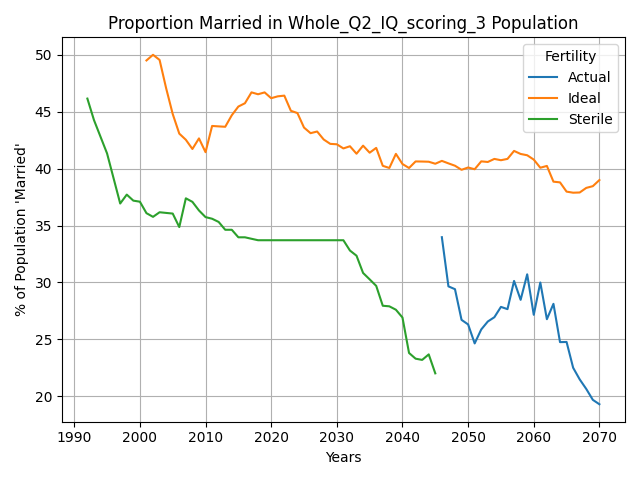 Proportion Married in Whole_Q2_IQ_scoring_3 Population
% of Population 'Married'
50
45
40
35
30
25
20
Fertility
Actual
Ideal
Sterile
1990 2000 2010 2020 2030 2040 2050 2060 2070
Years